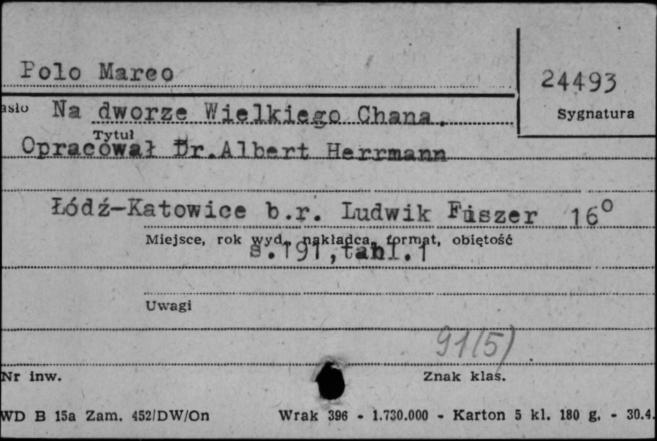 Polo Marco
24493
Sygnatura
asło Na dworze Wielkiego Chana.
Tytuł
Opracował Dr.Albert Herrmann
Łódź-Katowice b.r. Ludwik Fiszer 16°
Miejsce, rok wyd., nakładca, format, objętość
s.191,tabl.1
Uwagi
91(5)
Nr inw.
Znak klas.
WD B 15a Zam. 452/DW/On Wrak 396 - 1.730.000 - Karton 5 kl. 180 g. - 30.4.